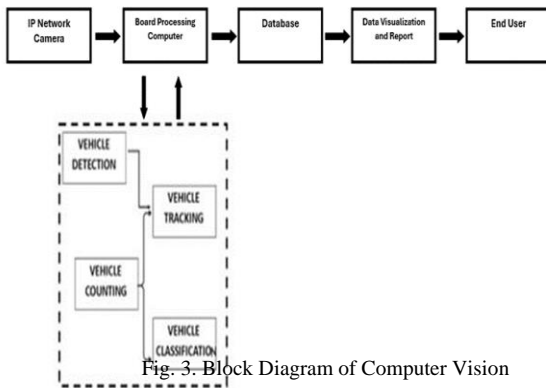 IP Network
Camera
Board Processing
Computer
Database
Data Visualization
and Report
End User
VEHICLE
DETECTION
VEHICLE
TRACKING
VEHICLE
COUNTING
VEHICLE
CLASSIFICATION
Fig. 3. Block Diagram of Computer Vision